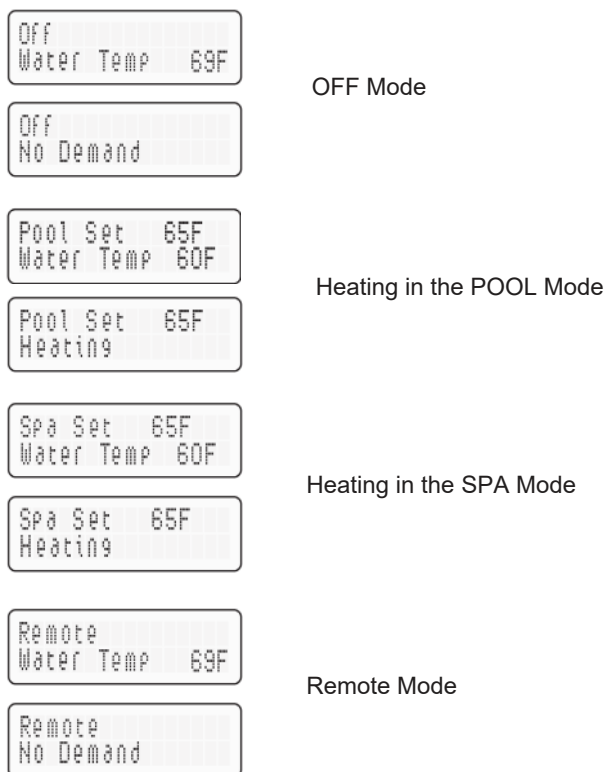 Off
Water Temp 69F
OFF Mode
Off
No Demand
Pool Set 65F
Water Temp 60F
Heating in the POOL Mode
Pool Set 65F
Heating
Spa Set 65F
Water Temp 60F
Heating in the SPA Mode
Spa Set 65F
Heating
Remote
Water Temp 69F
Remote Mode
Remote
No Demand